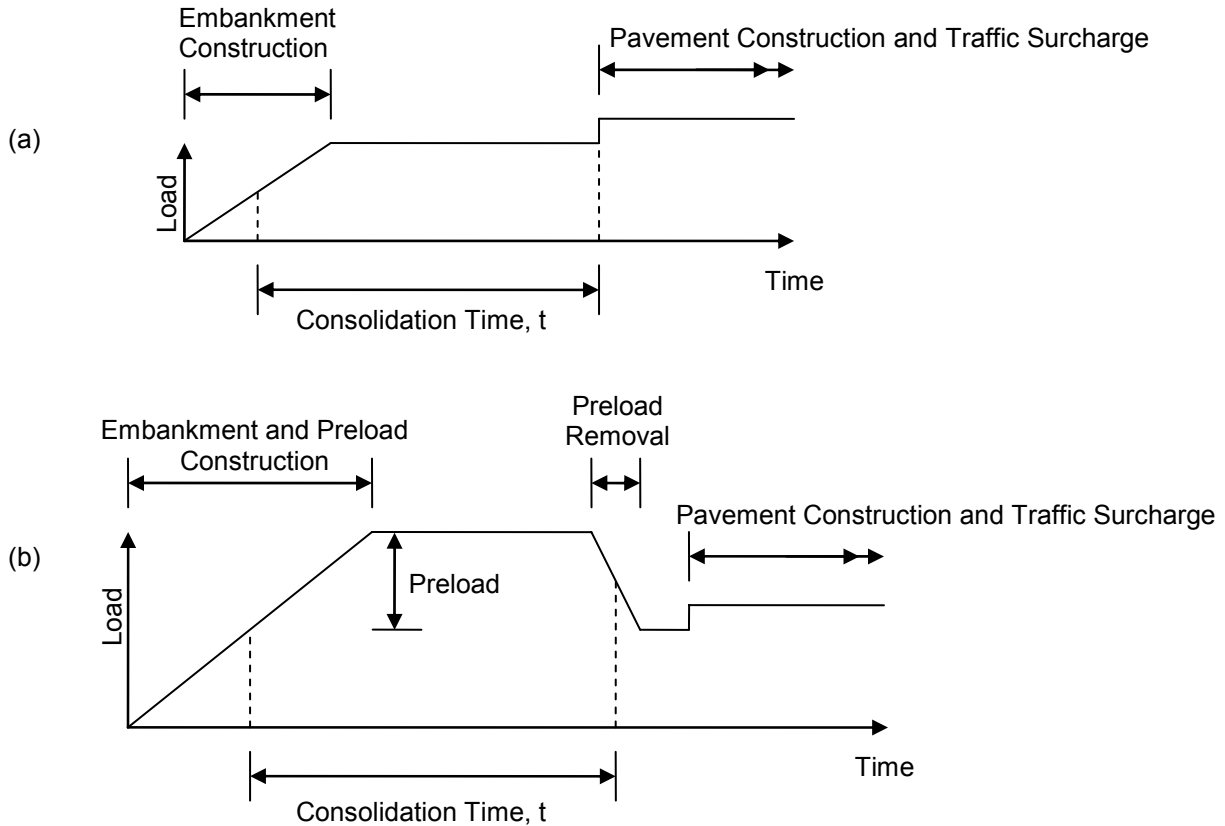 Embankment
Construction
Pavement Construction and Traffic Surcharge
(a)
Load
Time
Consolidation Time, t
Preload
Removal
Embankment and Preload
Construction
Pavement Construction and Traffic Surcharge
(b)
Preload
Load
Time
Consolidation Time, t